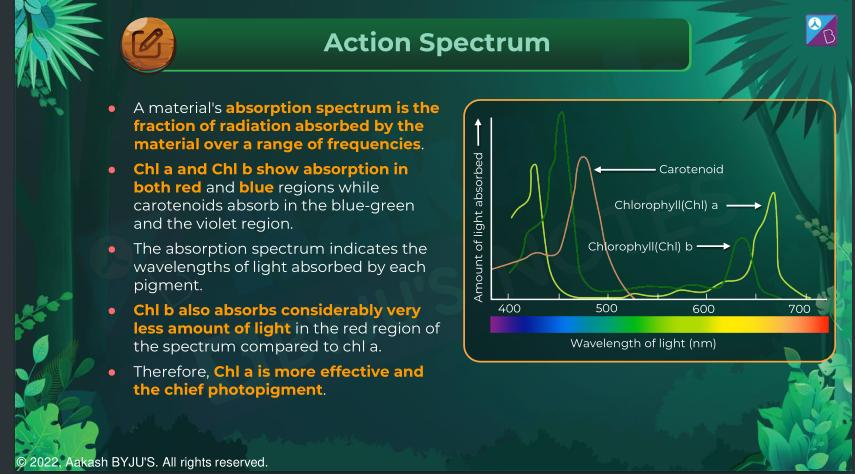 Action Spectrum
B
A material's absorption spectrum is the
fraction of radiation absorbed by the
material over a range of frequencies.
Chl a and Chl b show absorption in
both red and blue regions while
carotenoids absorb in the blue-green
and the violet region.
The absorption spectrum indicates the
wavelengths of light absorbed by each
pigment.
Chl b also absorbs considerably very
less amount of light in the red region of
the spectrum compared to chl a.
Therefore, Chl a is more effective and
the chief photopigment.
Amount of light absorbed
Carotenoid
Chlorophyll(Chl) a
Chlorophyll(Chl) b
400 500 600 700
Wavelength of light (nm)
© 2022, Aakash BYJU'S. All rights reserved.